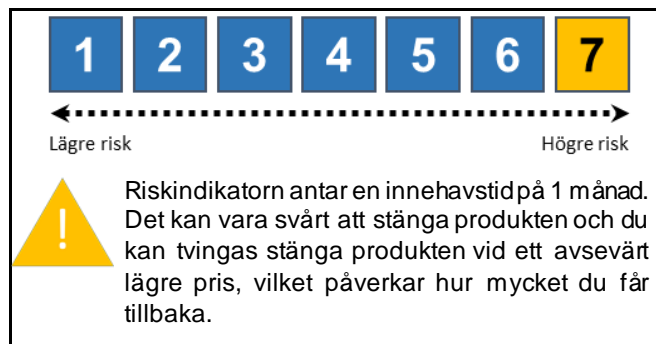 1 2 3 4 5 6 7
Lägre risk Högre risk
!
Riskindikatorn antar en innehavstid på 1 månad.
Det kan vara svårt att stänga produkten och du
kan tvingas stänga produkten vid ett avsevärt
lägre pris, vilket påverkar hur mycket du får
tillbaka.